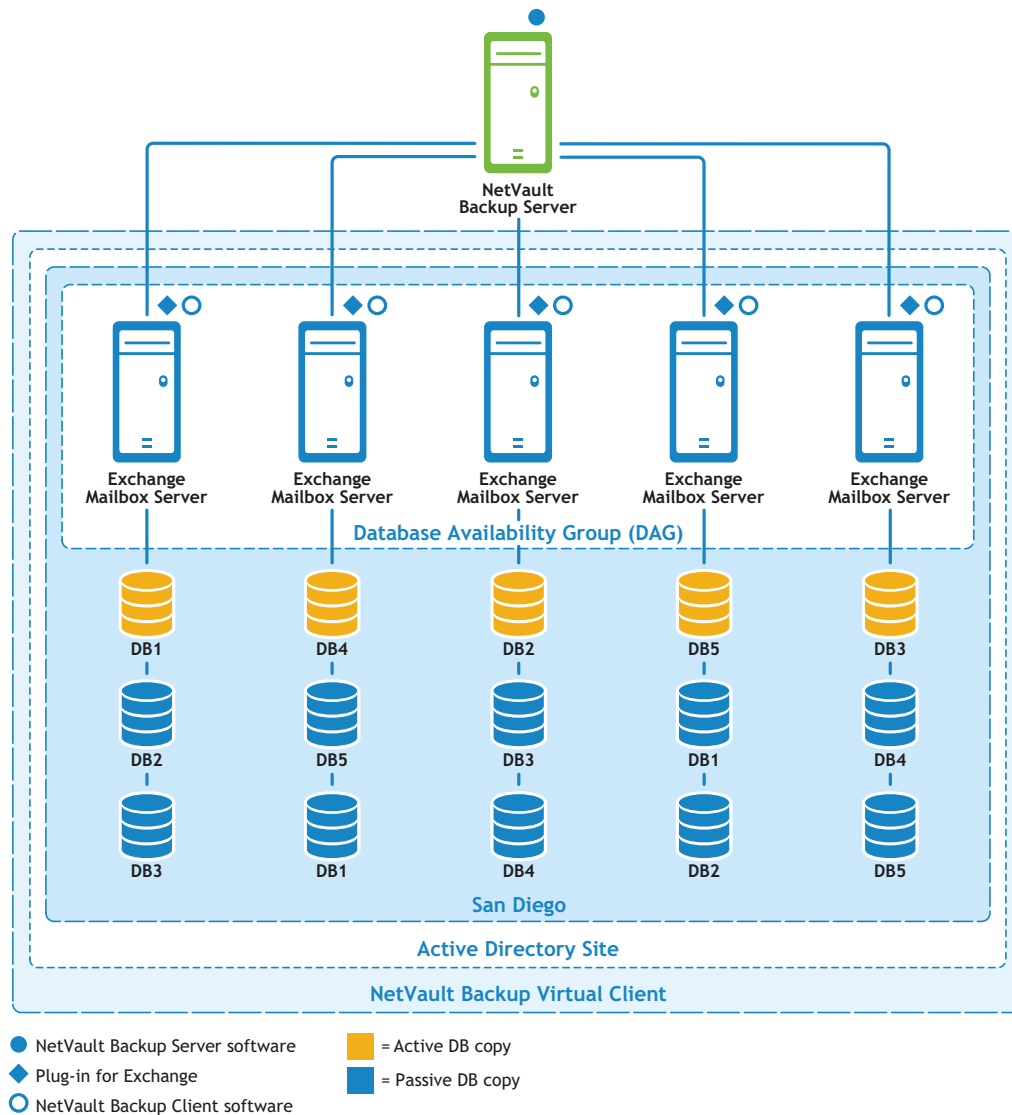 NetVault
Backup Server
Exchange
Mailbox Server
Exchange
Mailbox Server
Exchange
Mailbox Server
Exchange
Mailbox Server
Exchange
Mailbox Server
Database Availability Group (DAG)
DB1
DB4
DB2
DB5
DB3
DB2
DB5
DB3
DB1
DB4
DB3
DB1
DB4
DB2
DB5
San Diego
Active Directory Site
NetVault Backup Virtual Client
NetVault Backup Server software
Plug-in for Exchange
NetVault Backup Client software
= Active DB copy
= Passive DB copy